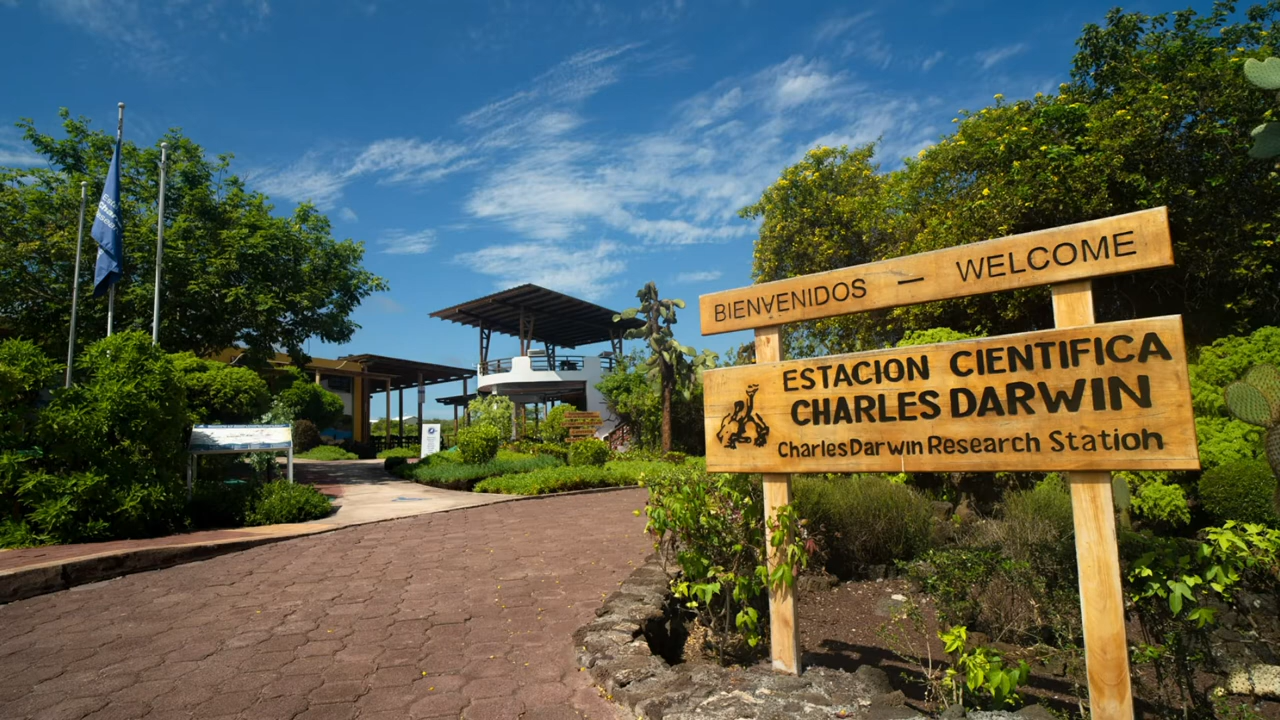 BIENVENIDOS — WELCOME
ESTACION CIENTIFICA
CHARLES DARWIN
Charles Darwin Research Station